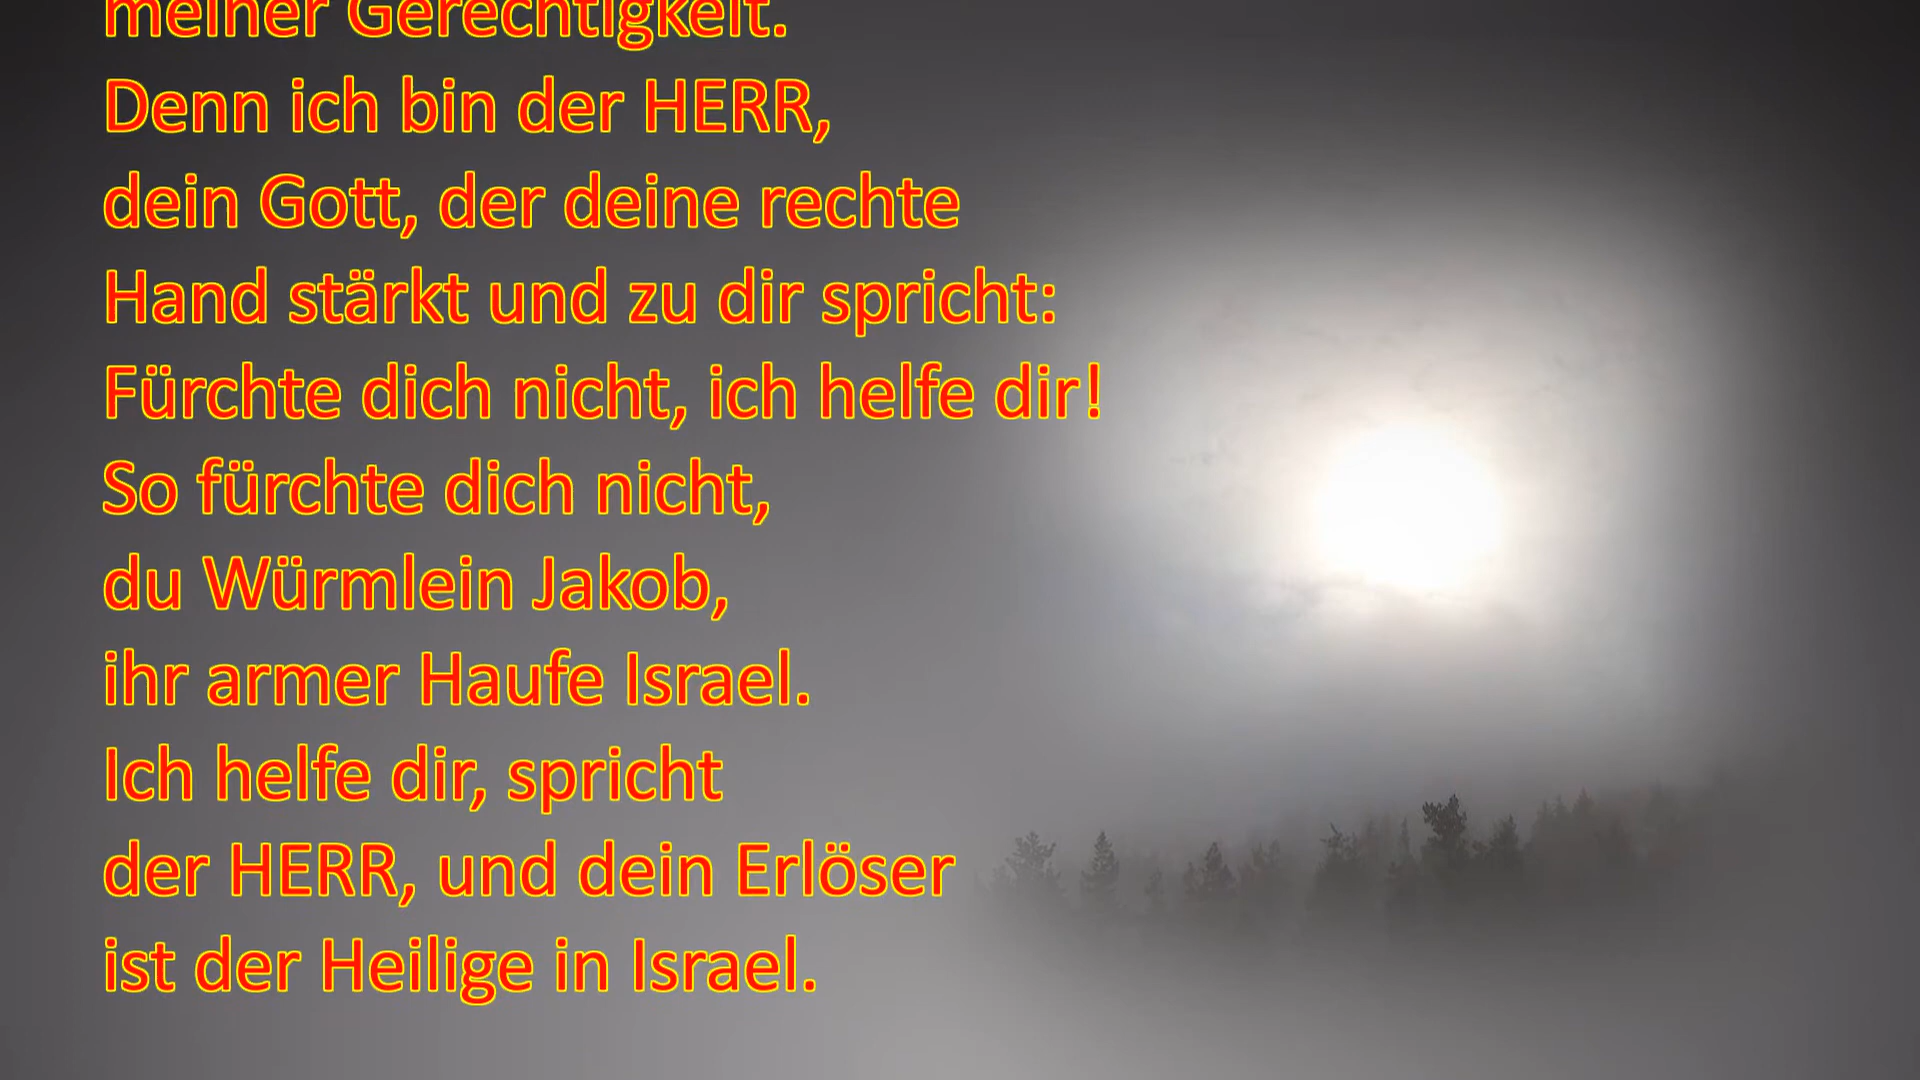 meiner Gerechtigkeit.
Denn ich bin der HERR,
dein Gott, der deine rechte
Hand stärkt und zu dir spricht:
Fürchte dich nicht, ich helfe dir!
So fürchte dich nicht,
du Würmlein Jakob,
ihr armer Haufe Israel.
Ich helfe dir, spricht
der HERR, und dein Erlöser
ist der Heilige in Israel.